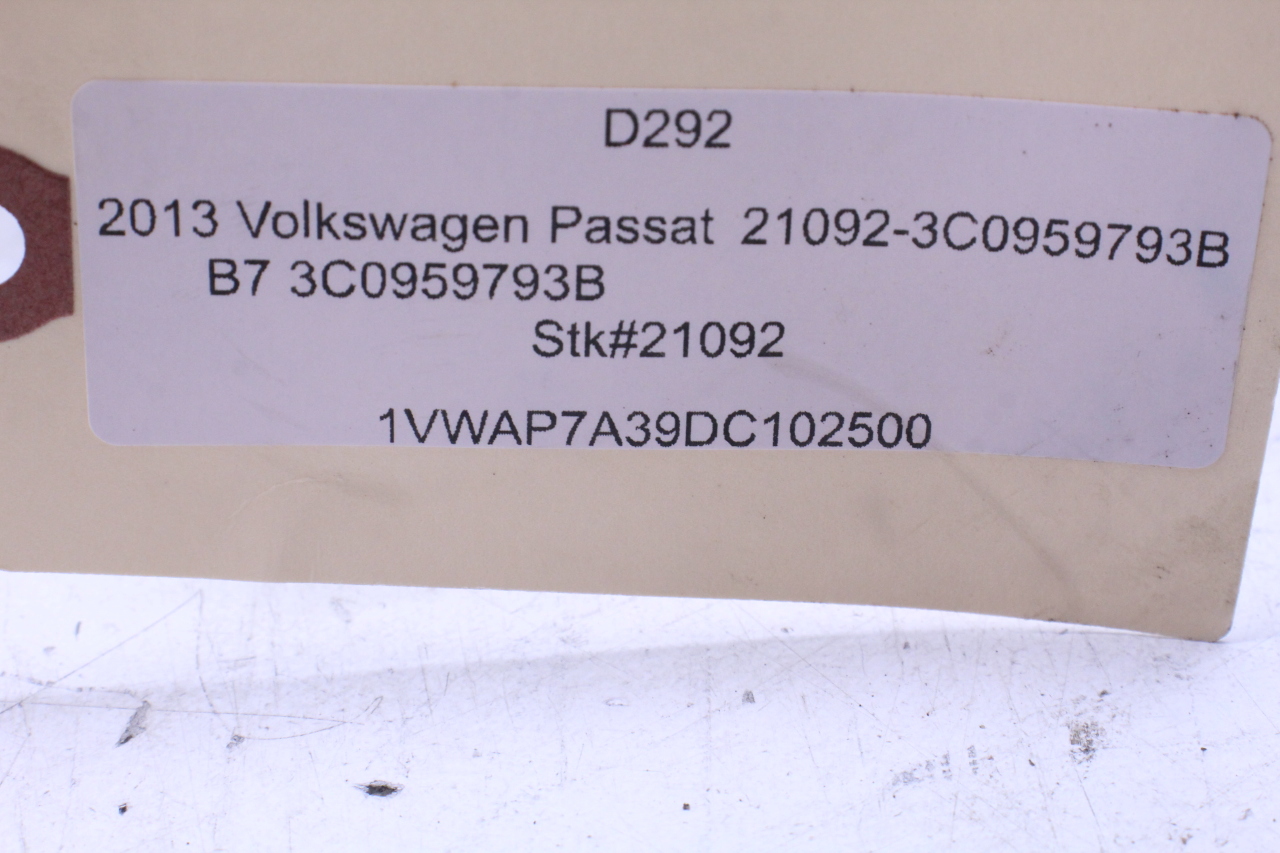 D292
2013 Volkswagen Passat 21092-3C0959793B
B7 3C0959793B
Stk#21092
1VWAP7A39DC102500